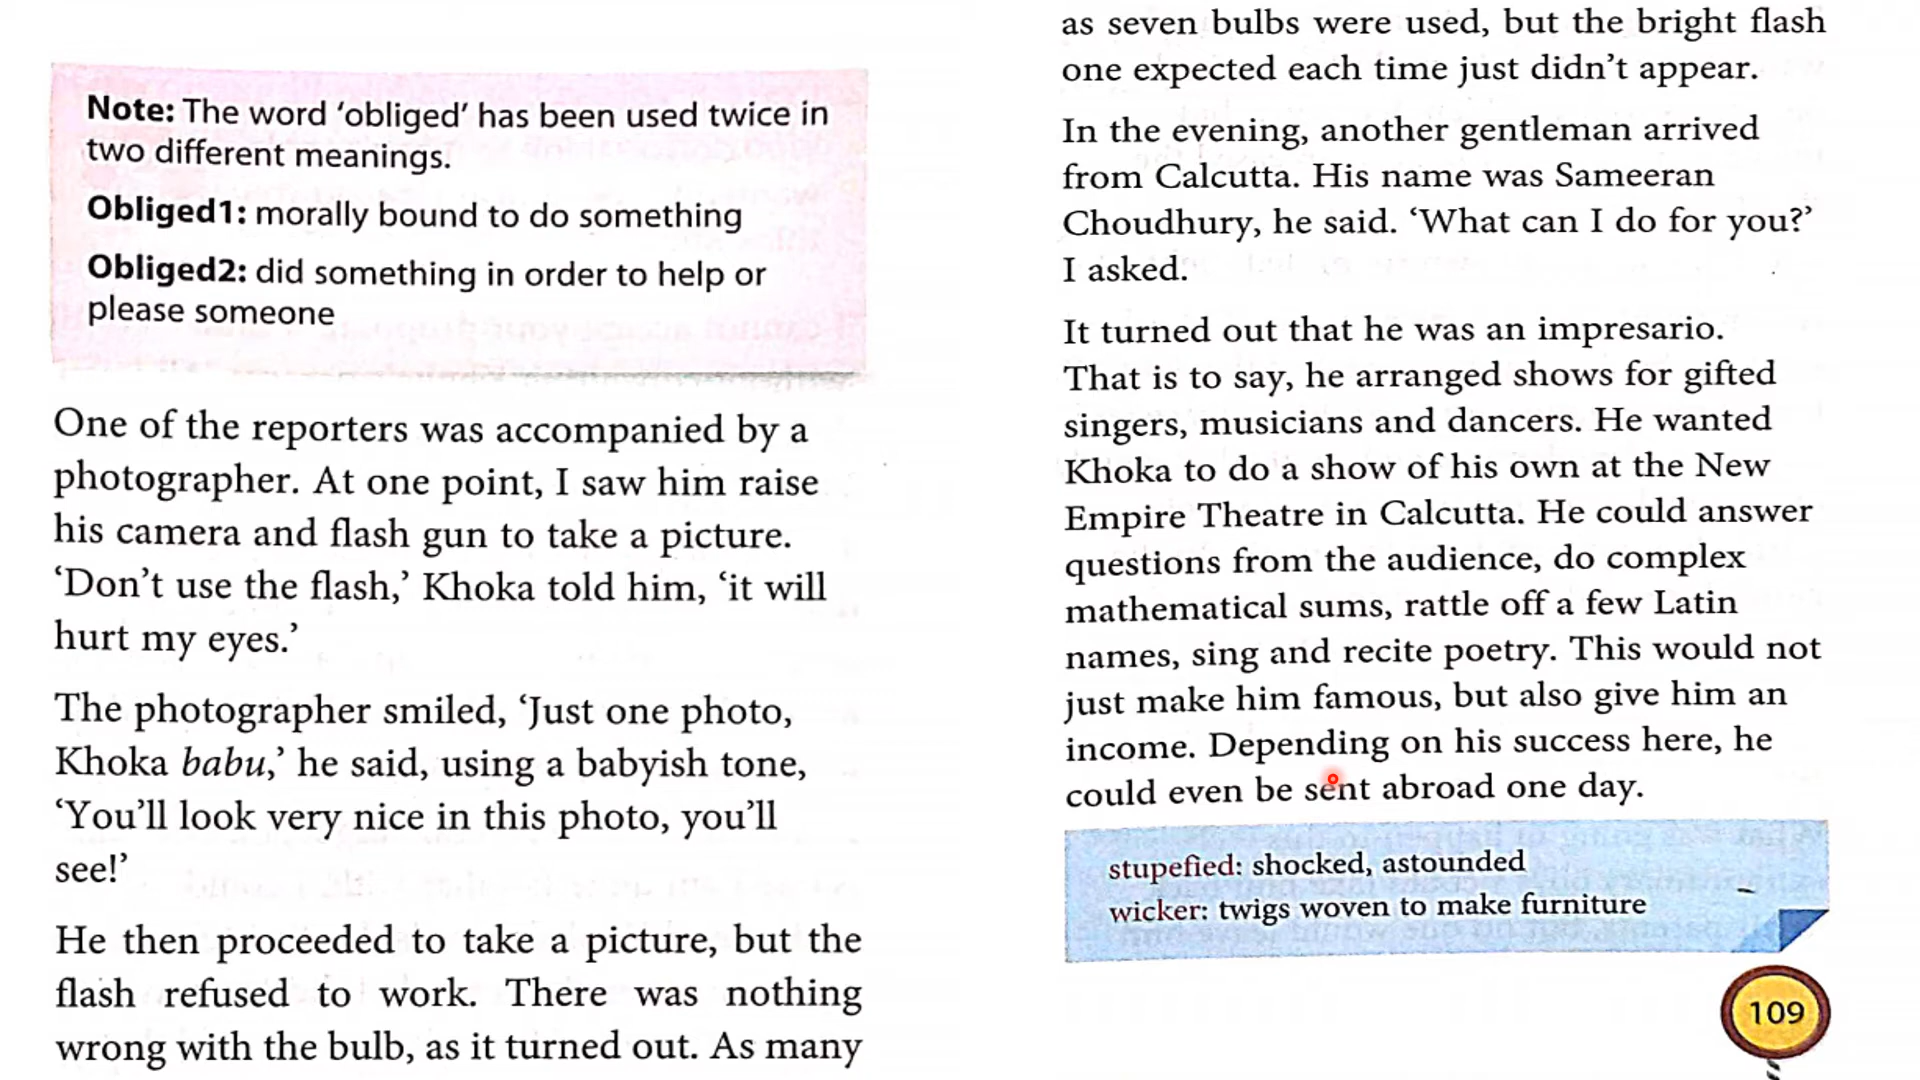 Note: The word ‘obliged’ has been used twice in
two different meanings.
Obliged1: morally bound to do something
Obliged2: did something in order to help or
please someone
One of the reporters was accompanied by a
photographer. At one point, I saw him raise
his camera and flash gun to take a picture.
‘Don’t use the flash,’ Khoka told him, ‘it will
hurt my eyes.’
The photographer smiled, ‘Just one photo,
Khoka babu,’ he said, using a babyish tone,
‘You’ll look very nice in this photo, you’ll
see!’
He then proceeded to take a picture, but the
flash refused to work. There was nothing
wrong with the bulb, as it turned out. As many
as seven bulbs were used, but the bright flash
one expected each time just didn’t appear.
In the evening, another gentleman arrived
from Calcutta. His name was Sameeran
Choudhury, he said. ‘What can I do for you?’
I asked.
It turned out that he was an impresario.
That is to say, he arranged shows for gifted
singers, musicians and dancers. He wanted
Khoka to do a show of his own at the New
Empire Theatre in Calcutta. He could answer
questions from the audience, do complex
mathematical sums, rattle off a few Latin
names, sing and recite poetry. This would not
just make him famous, but also give him an
income. Depending on his success here, he
could even be sent abroad one day.
stupefied: shocked, astounded
wicker: twigs woven to make furniture
109